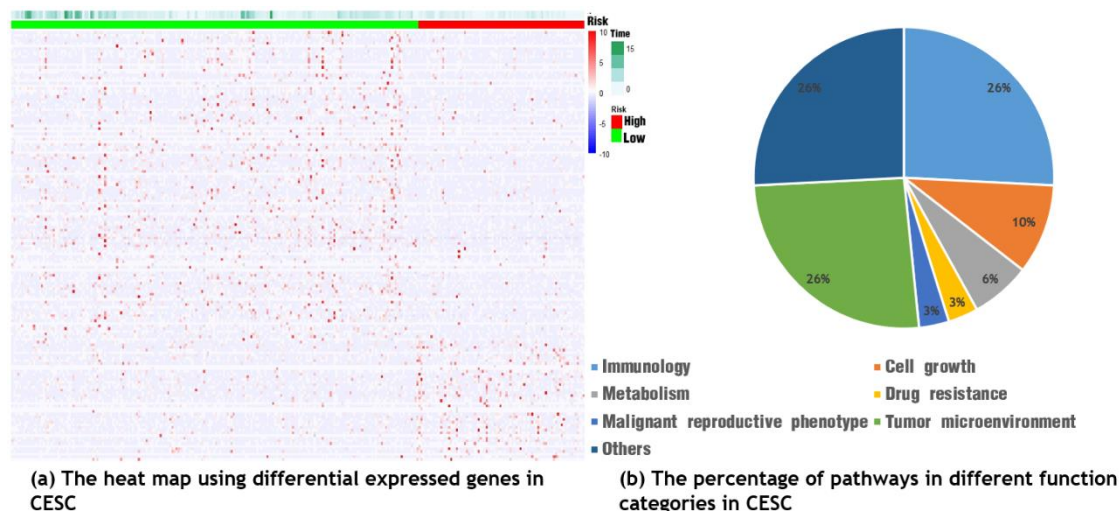 Risk
Time
10
15
5
0
0
-5
-10
Risk
High
Low
26%
26%
10%
6%
3%
3%
26%
Immunology
Cell growth
Metabolism
Drug resistance
Malignant reproductive phenotype
Tumor microenvironment
Others
(a) The heat map using differential expressed genes in
CESC
(b) The percentage of pathways in different function
categories in CESC